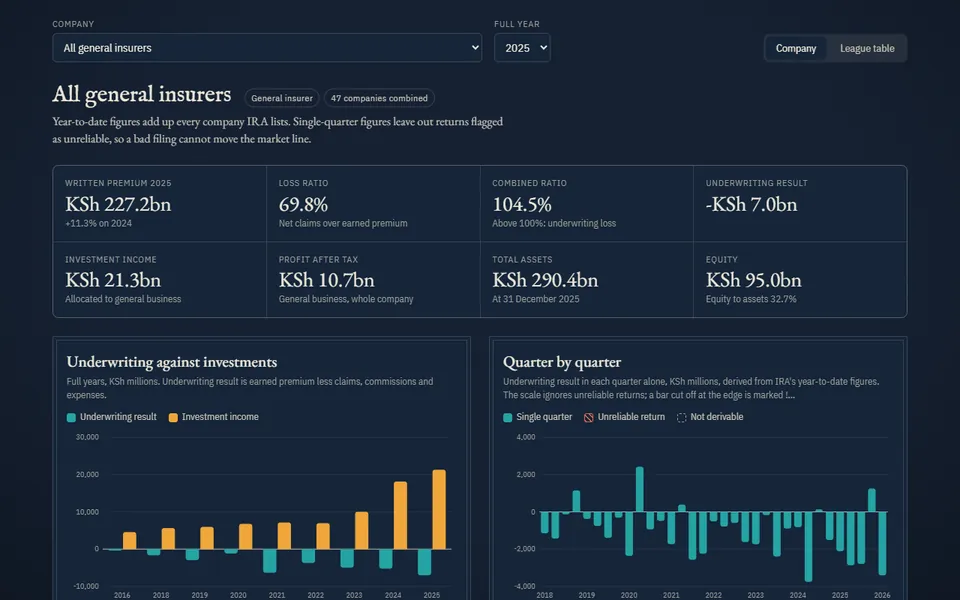 COMPANY
FULL YEAR
All general insurers
2025
Company
League table
All general insurers
General insurer
47 companies combined
Year-to-date figures add up every company IRA lists. Single-quarter figures leave out returns flagged
as unreliable, so a bad filing cannot move the market line.
WRITTEN PREMIUM 2025
KSh 227.2bn
+11.3% on 2024
LOSS RATIO
69.8%
Net claims over earned premium
COMBINED RATIO
104.5%
Above 100%: underwriting loss
UNDERWRITING RESULT
-KSh 7.0bn
INVESTMENT INCOME
KSh 21.3bn
Allocated to general business
PROFIT AFTER TAX
KSh 10.7bn
General business, whole company
TOTAL ASSETS
KSh 290.4bn
At 31 December 2025
EQUITY
KSh 95.0bn
Equity to assets 32.7%
Underwriting against investments
Full years, KSh millions. Underwriting result is earned premium less claims, commissions and
expenses.
Underwriting result
Investment income
30,000
20,000
10,000
0
-10,000
2016
2018
2019
2020
2021
2022
2023
2024
2025
Quarter by quarter
Underwriting result in each quarter alone, KSh millions, derived from IRA's year-to-date figures.
The scale ignores unreliable returns; a bar cut off at the edge is marked !...
Single quarter
Unreliable return
Not derivable
4,000
2,000
0
-2,000
-4,000
2018
2019
2020
2021
2022
2023
2024
2025
2026